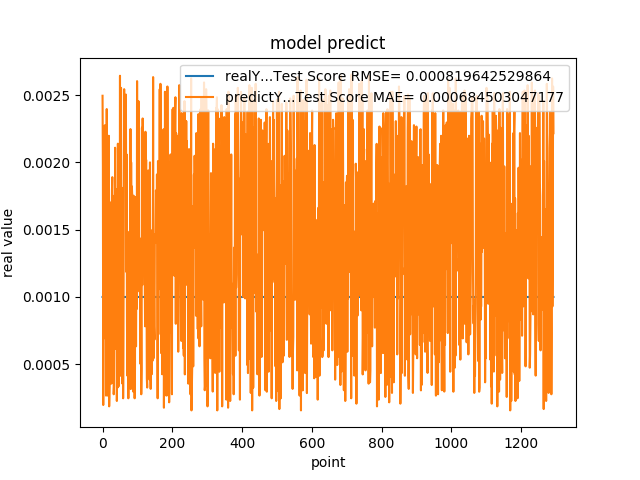 model predict
realY...Test Score RMSE= 0.000819642529864
predictY...Test Score MAE= 0.000684503047177
0.0025
0.0020
0.0015
0.0010
0.0005
real value
0 200 400 600 800 1000 1200
point